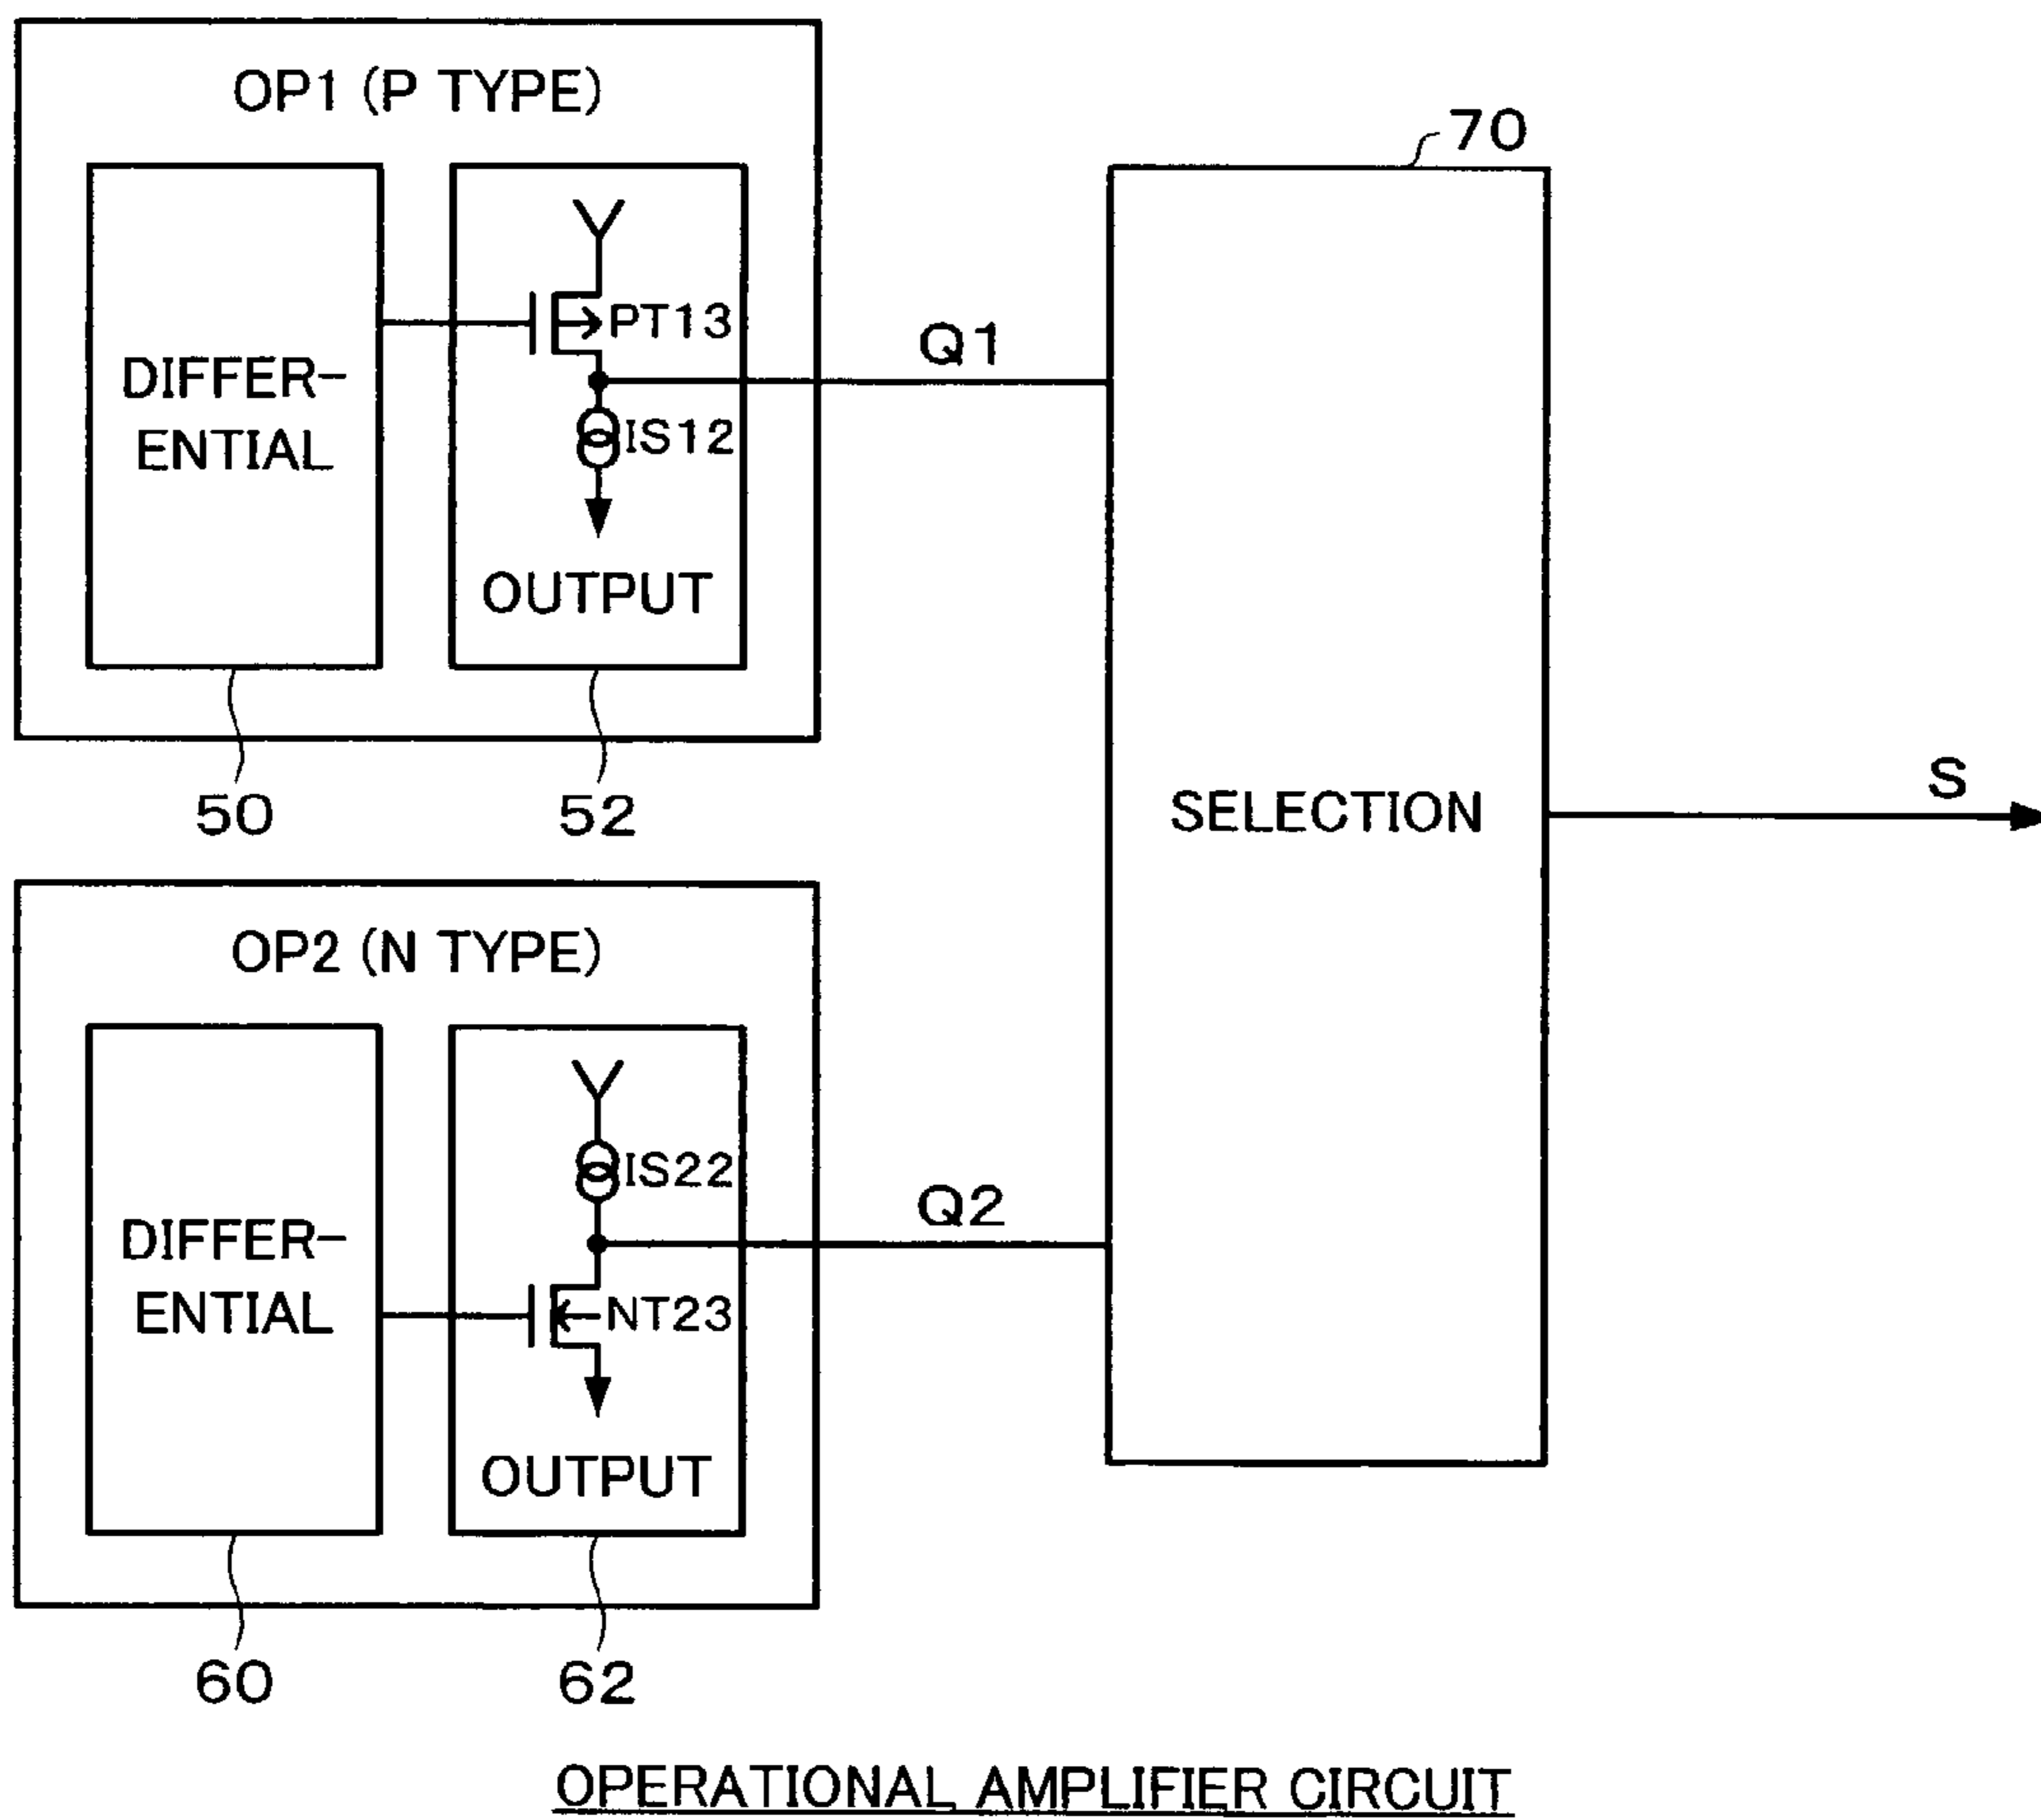 OP1 (P TYPE)
DIFFER-
ENTIAL
PT13
IS12
OUTPUT
50
52
Q1
70
SELECTION
S
OP2 (N TYPE)
DIFFER-
ENTIAL
IS22
NT23
OUTPUT
60
62
Q2
OPERATIONAL AMPLIFIER CIRCUIT